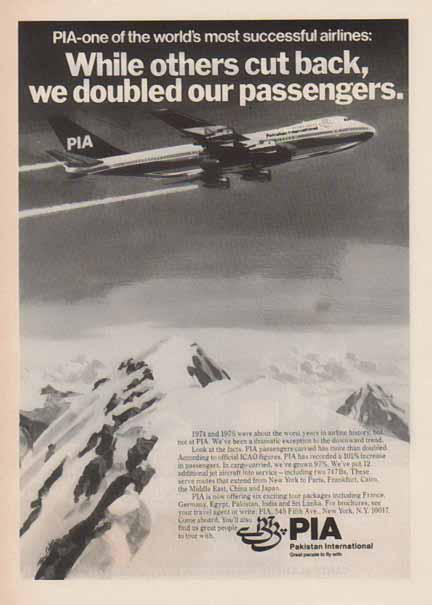 PIA-one of the world's most successful airlines:
While others cut back,
we doubled our passengers.
PIA
Pakistan International
1974 and 1975 were about the worst years in airline history, but
not at PIA. We've been a dramatic exception to the downward trend.
Look at the facts. PIA passengers carried has more than doubled.
According to official ICAO figures, PIA has recorded a 101% increase
in passengers. In cargo carried, we've grown 97%. We've put 12
additional jet aircraft into service – including two 747Bs. These
serve routes that extend from New York to Paris, Frankfurt, Cairo,
the Middle East, China and Japan.
PIA is now offering six exciting tour packages including France,
Germany, Egypt, Pakistan, India and Sri Lanka. For brochures, see
your travel agent or write: PIA, 545 Fifth Ave., New York, N.Y. 10017.
Come aboard. You'll also
find us great people
to tour with.
PIA
Pakistan International
Great people to fly with